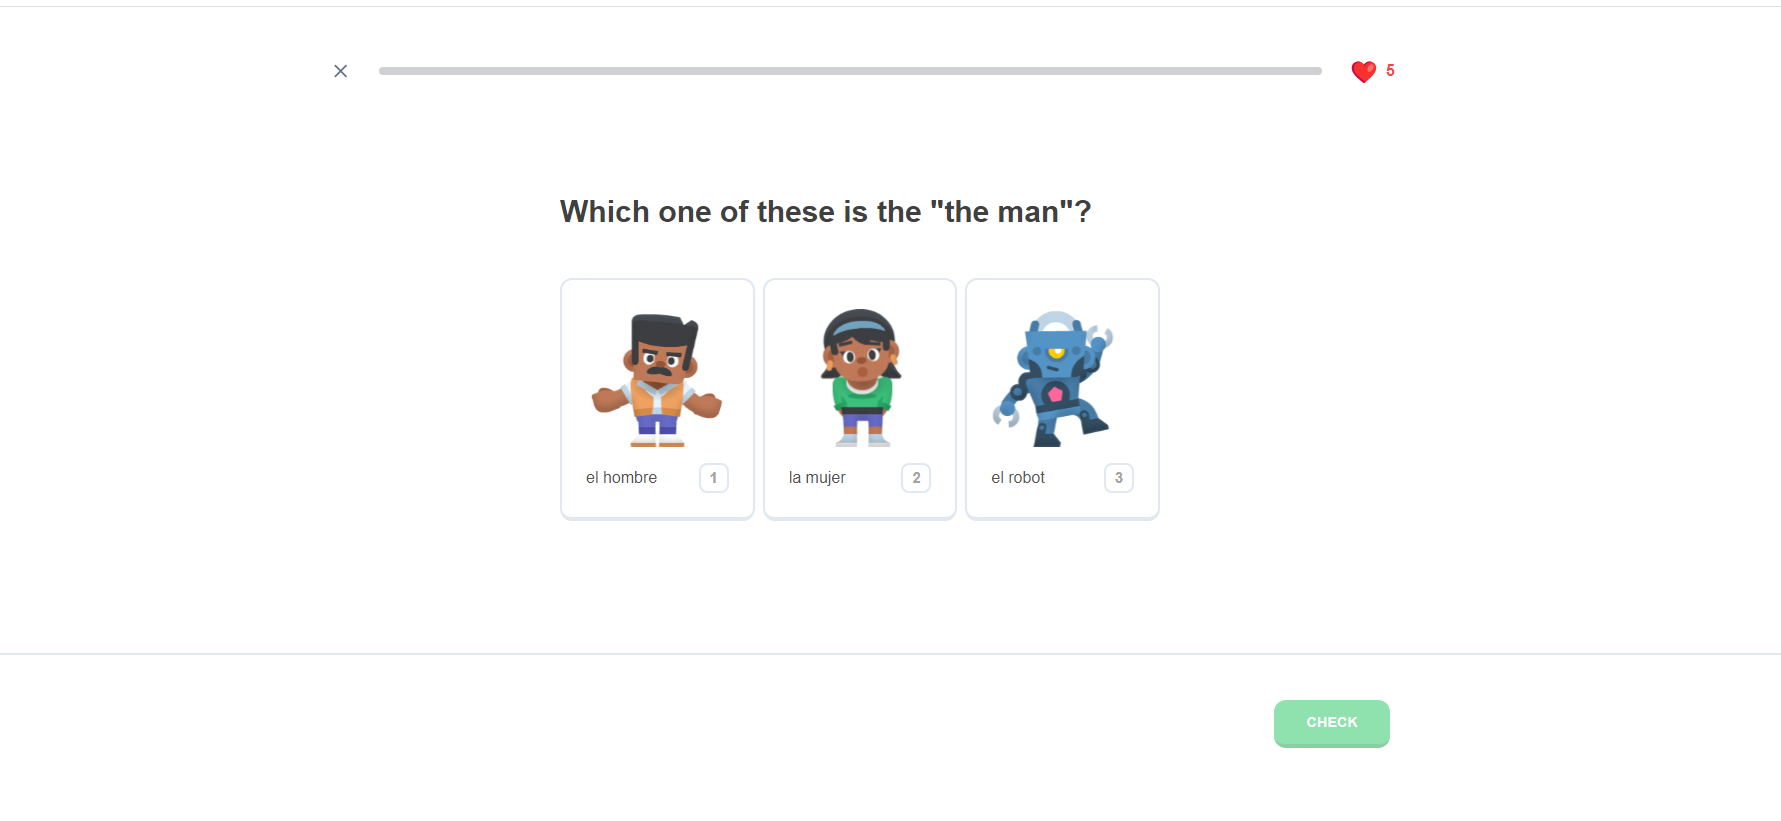 5
Which one of these is the "the man"?
el hombre 1
la mujer 2
el robot 3
CHECK